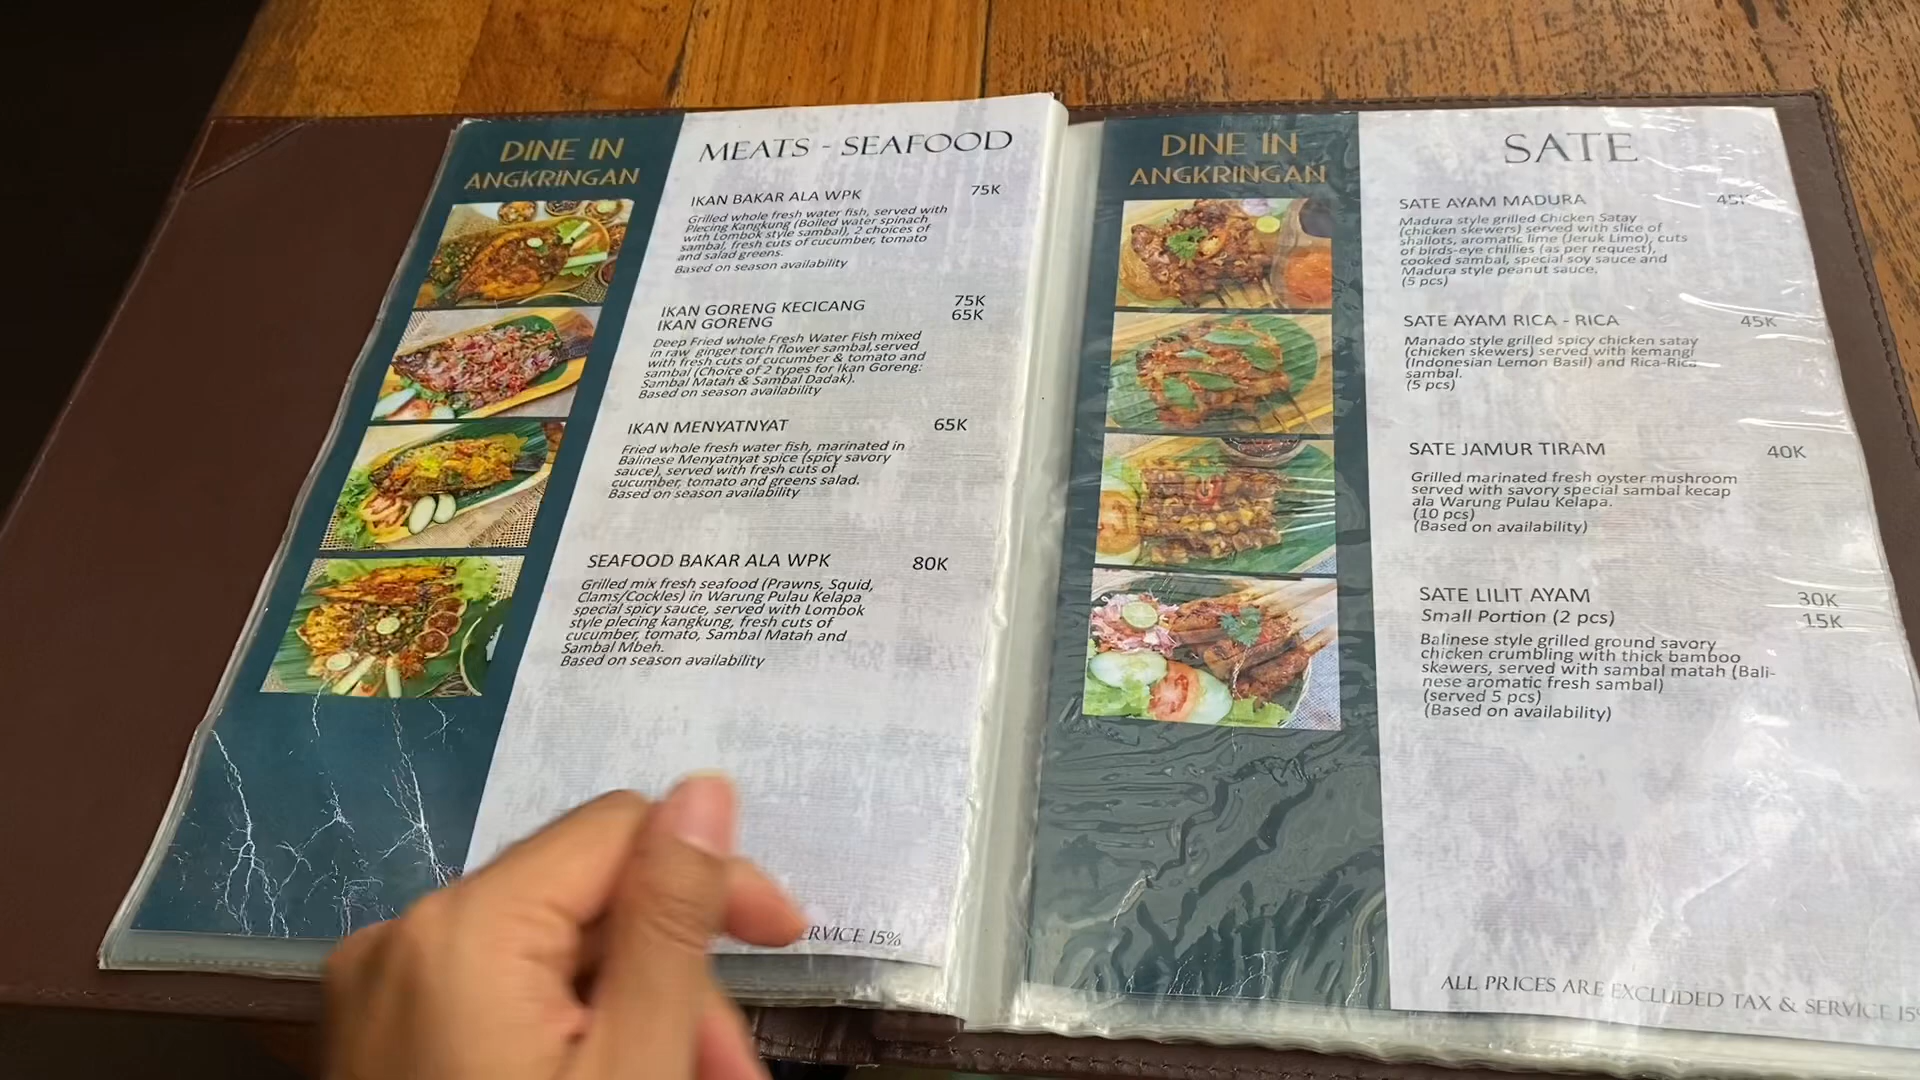 DINE IN
ANGKRINGAN
MEATS - SEAFOOD
IKAN BAKAR ALA WPK 75K
Grilled whole fresh water fish, served with
Plecing Kangkung (Boiled water spinach
with Lombok style sambal), 2 choices of
sambal, fresh cuts of cucumber, tomato
and salad greens.
Based on season availability
IKAN GORENG KECICANG 75K
IKAN GORENG 65K
Deep Fried whole Fresh Water Fish mixed
in raw ginger torch flower sambal,served
with fresh cuts of cucumber & tomato and
sambal (Choice of 2 types for Ikan Goreng:
Sambal Matah & Sambal Dadak).
Based on season availability
IKAN MENYATNYAT 65K
Fried whole fresh water fish, marinated in
Balinese Menyatnyat spice (spicy savory
sauce), served with fresh cuts of
cucumber, tomato and greens salad.
Based on season availability
SEAFOOD BAKAR ALA WPK 80K
Grilled mix fresh seafood (Prawns, Squid,
Clams/Cockles) in Warung Pulau Kelapa
special spicy sauce, served with Lombok
style plecing kangkung, fresh cuts of
cucumber, tomato, Sambal Matah and
Sambal Mbeh.
Based on season availability
15%
DINE IN
ANGKRINGAN
SATE
SATE AYAM MADURA 45K
Madura style grilled Chicken Satay
(chicken skewers) served with slice of
shallots, aromatic lime (Jeruk Limo), cuts
of birds-eye chillies (as per request),
cooked sambal, special soy sauce and
Madura style peanut sauce.
(5 pcs)
SATE AYAM RICA - RICA 45K
Manado style grilled spicy chicken satay
(chicken skewers) served with kemangi
(Indonesian Lemon Basil) and Rica-Rica
sambal.
(5 pcs)
SATE JAMUR TIRAM 40K
Grilled marinated fresh oyster mushroom
served with savory special sambal kecap
ala Warung Pulau Kelapa.
(10 pcs)
(Based on availability)
SATE LILIT AYAM 30K
Small Portion (2 pcs) 15K
Balinese style grilled ground savory
chicken crumbling with thick bamboo
skewers, served with sambal matah (Bali-
nese aromatic fresh sambal)
(served 5 pcs)
(Based on availability)
ALL PRICES ARE EXCLUDED TAX & SERVICE